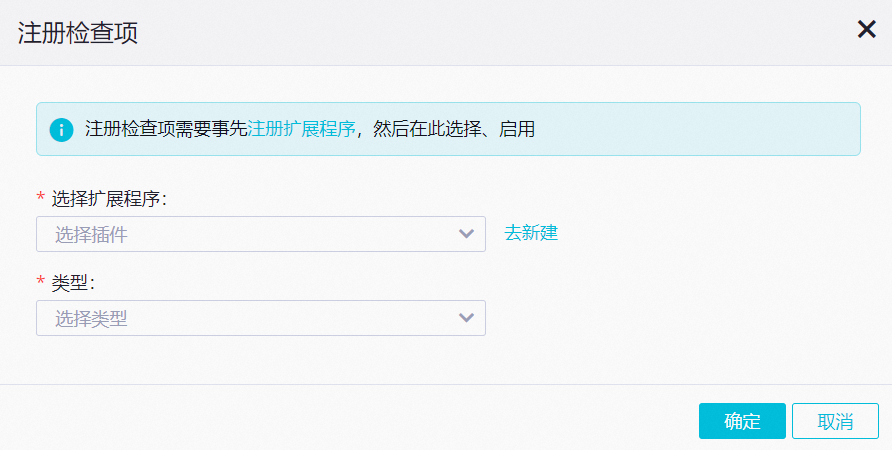 注册检查项
注册检查项需要事先注册扩展程序，然后在此选择、启用
* 选择扩展程序：
选择插件
去新建
* 类型：
选择类型
确定
取消